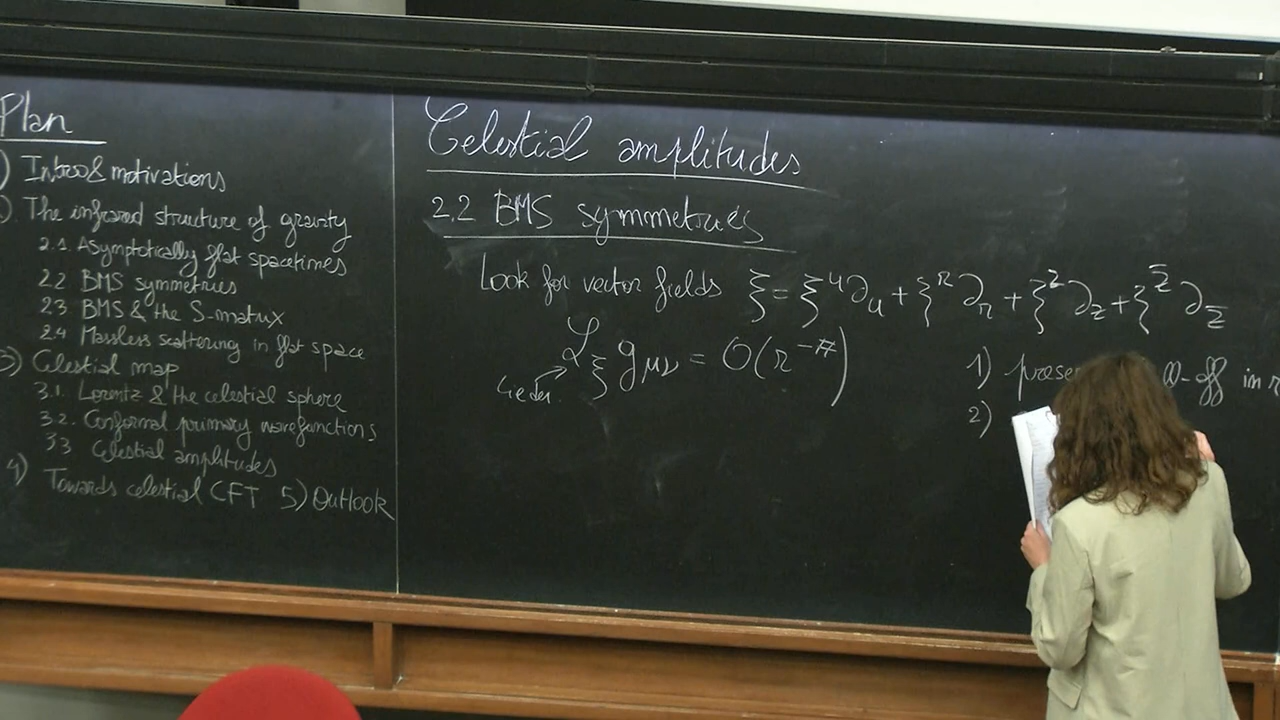 Plan
) Intro & motivations
) The infrared structure of gravity
2.1. Asymptotically flat spacetimes
2.2 BMS symmetries
2.3 BMS & the S-matrix
2.4 Massless scattering in flat space
3) Celestial map
3.1. Lorentz & the celestial sphere
3.2. Conformal primary wavefunctions
3.3 Celestial amplitudes
4) Towards celestial CFT 5) Outlook
Celestial amplitudes
2.2 BMS symmetries
Look for vector fields ξ = ξ^u ∂_u + ξ^r ∂_r + ξ^z ∂_z + ξ^z̄ ∂_z̄
ℒ_ξ g_μν = O(r^-#)
1) -off in r
2)